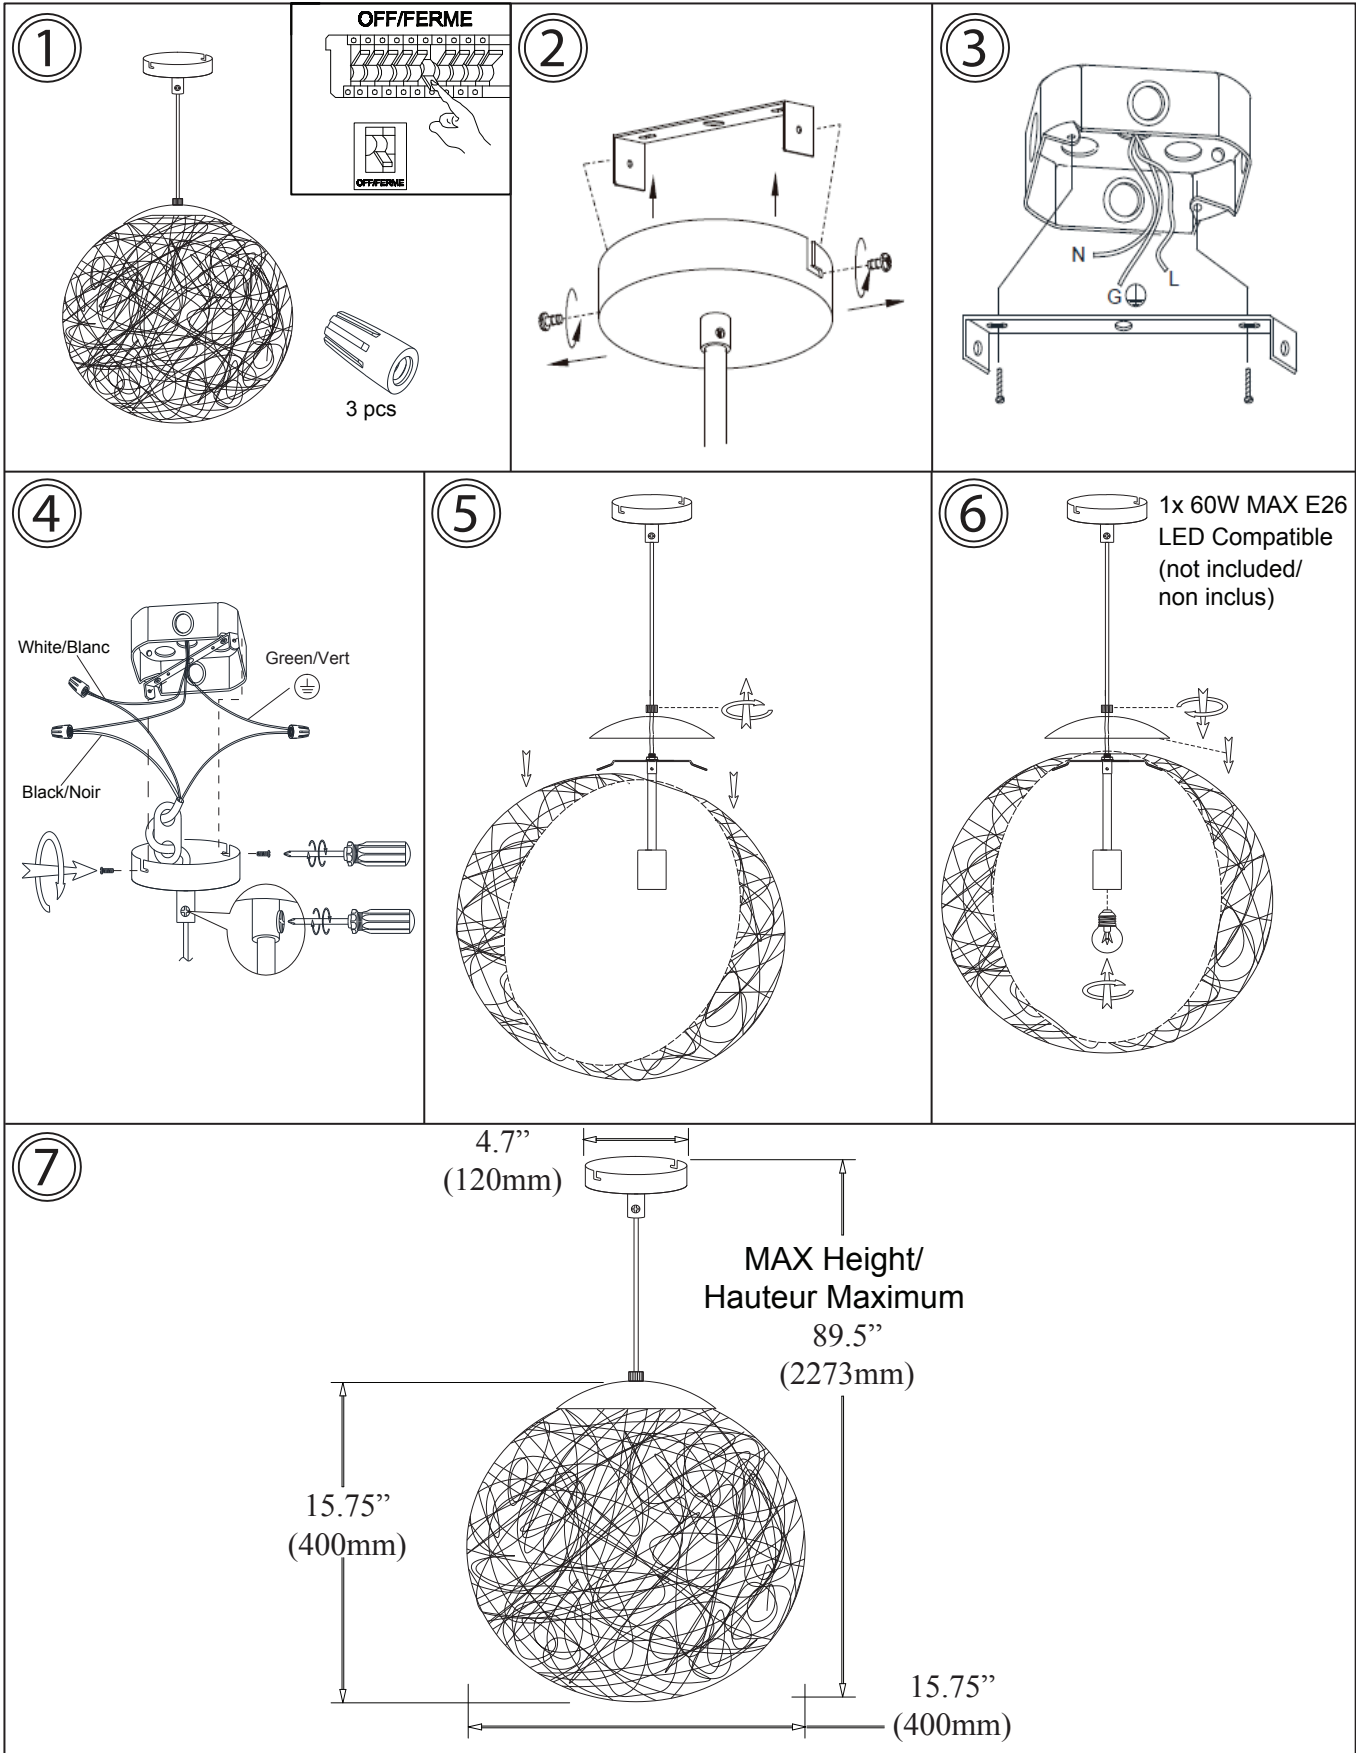 1
OFF/FERME
OFF/FERME
3 pcs
2
3
N
G
L
4
White/Blanc
Green/Vert
Black/Noir
5
6
1x 60W MAX E26
LED Compatible
(not included/
non inclus)
7
4.7”
(120mm)
MAX Height/
Hauteur Maximum
89.5”
(2273mm)
15.75”
(400mm)
15.75”
(400mm)